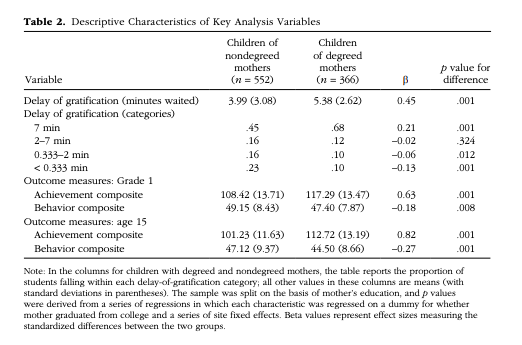 Table 2. Descriptive Characteristics of Key Analysis Variables
Children of
nondegreed
mothers
(n = 552)
Children
of degreed
mothers
(n = 366)
β
p value for
difference
Variable
Delay of gratification (minutes waited) 3.99 (3.08) 5.38 (2.62) 0.45 .001
Delay of gratification (categories)
7 min .45 .68 0.21 .001
2–7 min .16 .12 –0.02 .324
0.333–2 min .16 .10 –0.06 .012
< 0.333 min .23 .10 –0.13 .001
Outcome measures: Grade 1
Achievement composite 108.42 (13.71) 117.29 (13.47) 0.63 .001
Behavior composite 49.15 (8.43) 47.40 (7.87) –0.18 .008
Outcome measures: age 15
Achievement composite 101.23 (11.63) 112.72 (13.19) 0.82 .001
Behavior composite 47.12 (9.37) 44.50 (8.66) –0.27 .001
Note: In the columns for children with degreed and nondegreed mothers, the table reports the proportion of
students falling within each delay-of-gratification category; all other values in these columns are means (with
standard deviations in parentheses). The sample was split on the basis of mother's education, and p values
were derived from a series of regressions in which each characteristic was regressed on a dummy for whether
mother graduated from college and a series of site fixed effects. Beta values represent effect sizes measuring the
standardized differences between the two groups.